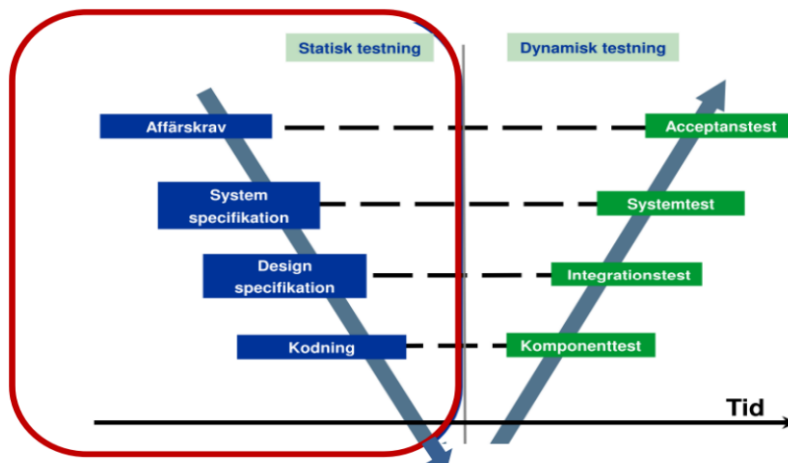 Statisk testning
Dynamisk testning
Affärskrav
Acceptanstest
System
specifikation
Systemtest
Design
specifikation
Integrationstest
Kodning
Komponenttest
Tid